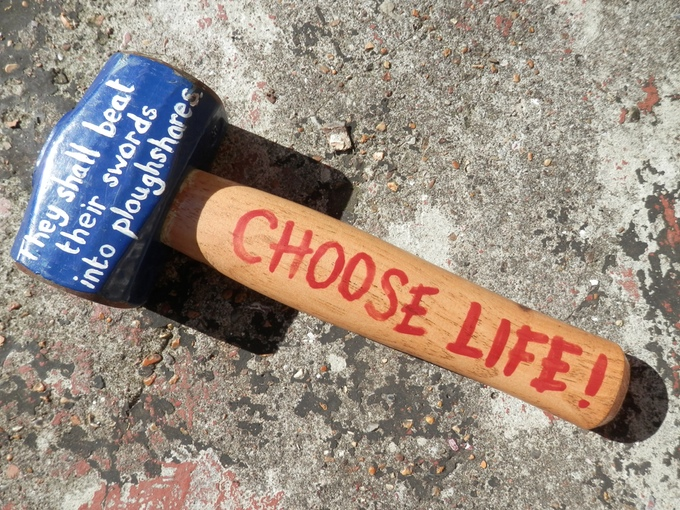 They shall beat
their swords
into ploughshares
CHOOSE LIFE!